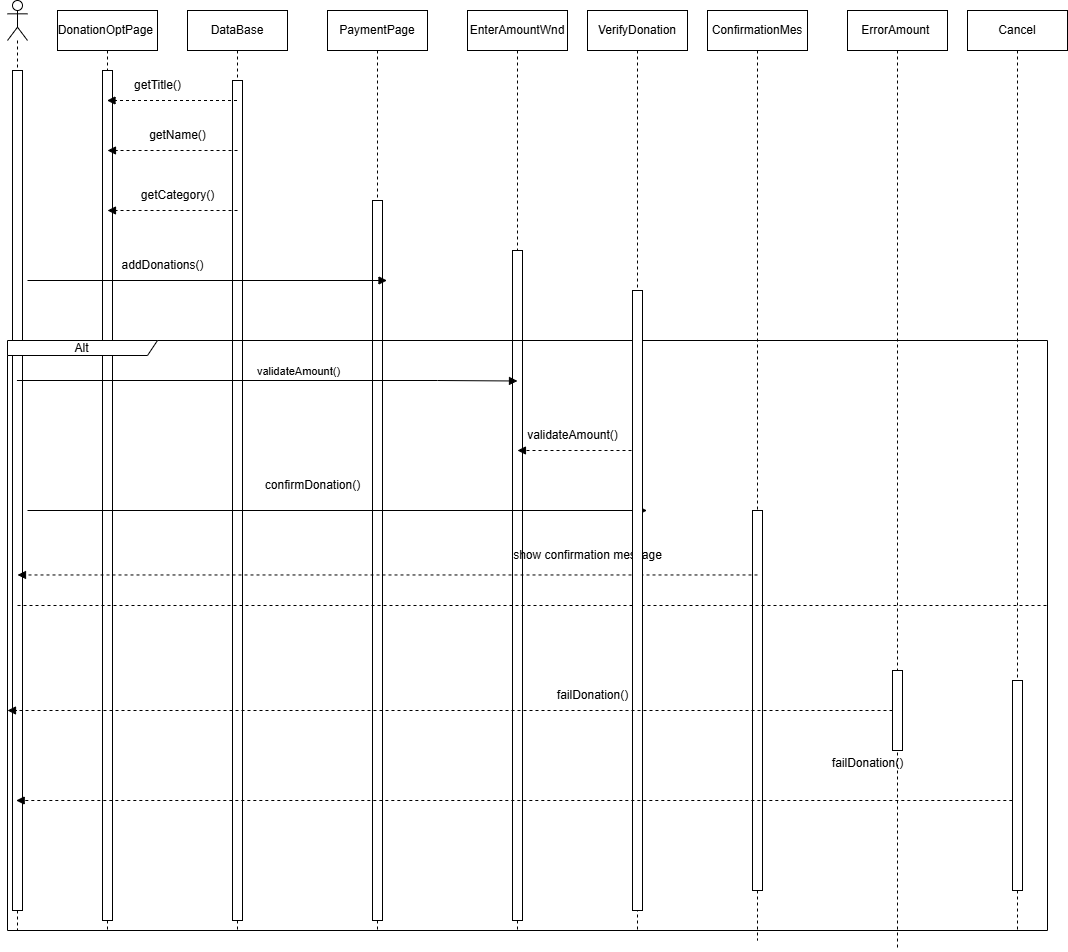 DonationOptPage
DataBase
PaymentPage
EnterAmountWnd
VerifyDonation
ConfirmationMes
ErrorAmount
Cancel
getTitle()
getName()
getCategory()
addDonations()
Alt
validateAmount()
validateAmount()
confirmDonation()
show confirmation message
failDonation()
failDonation()